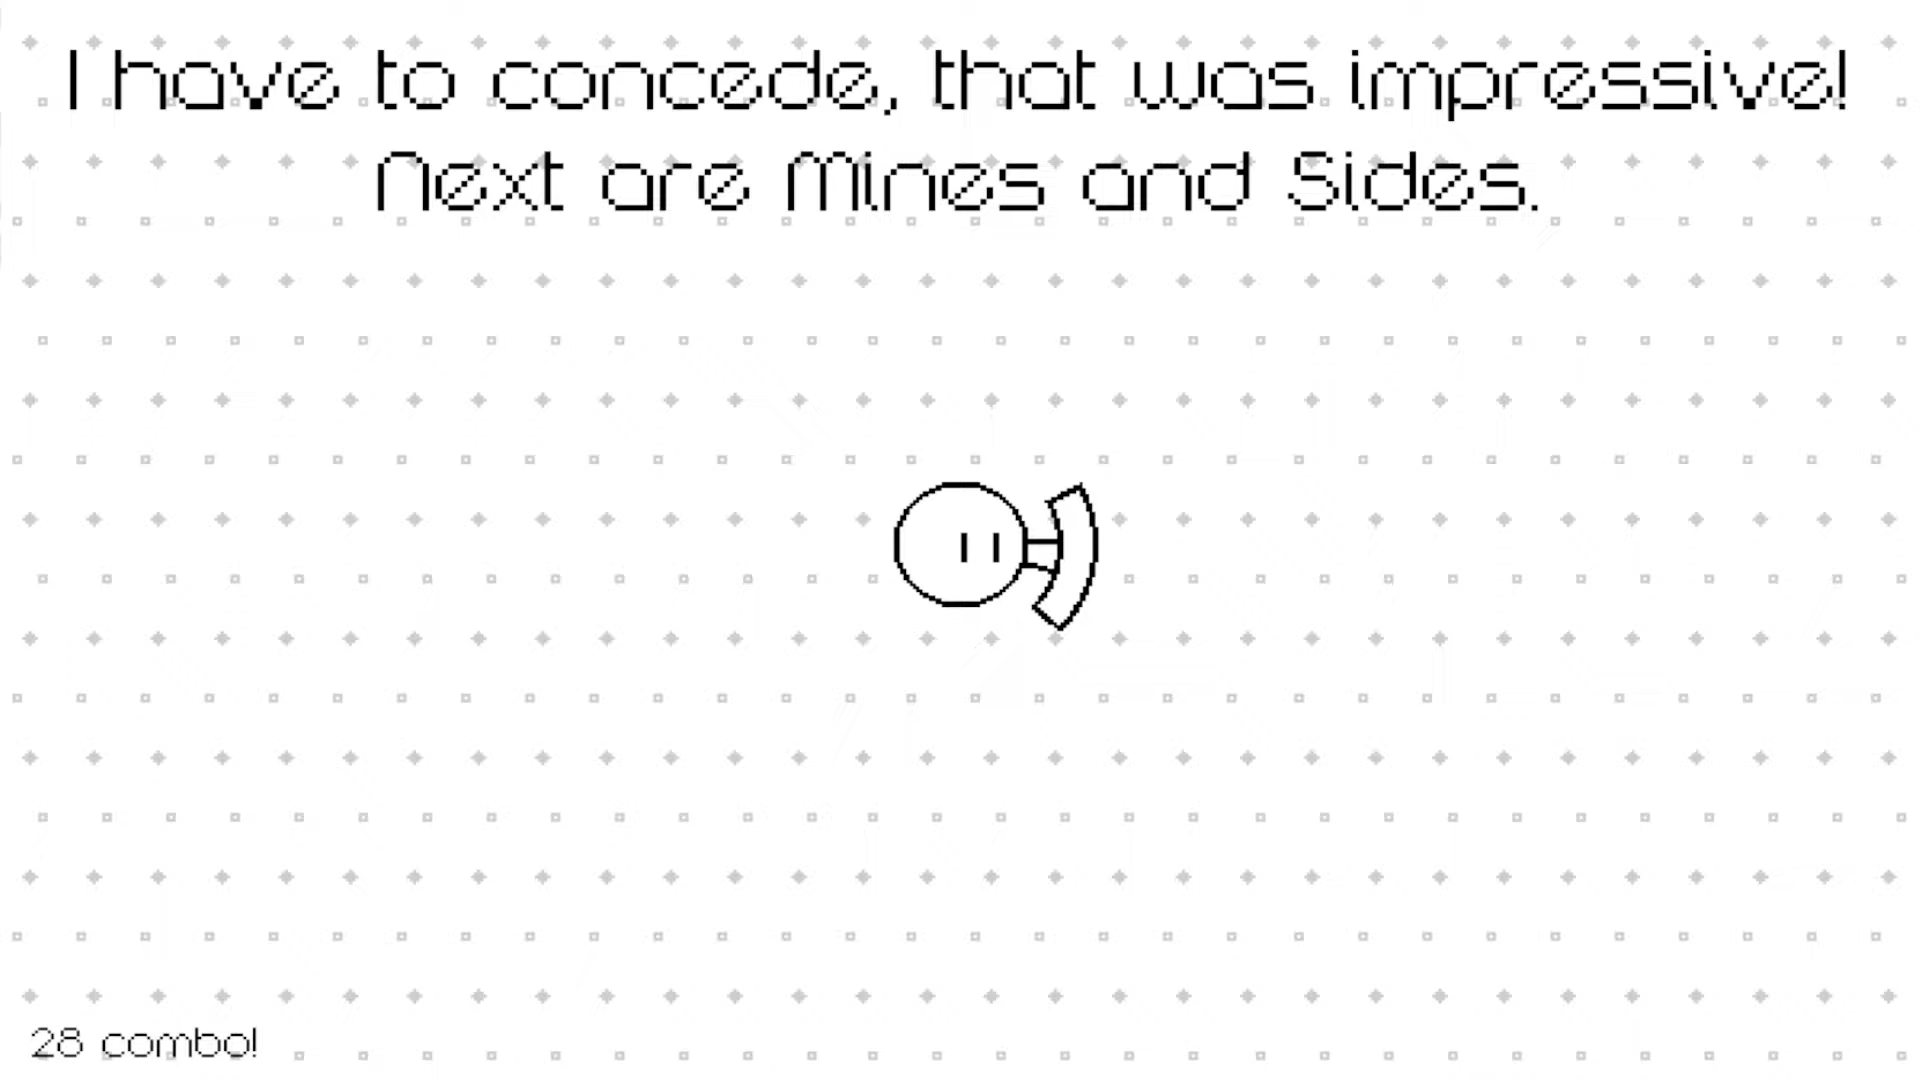 I have to concede, that was impressive!
Next are Mines and Sides.
28 combo!